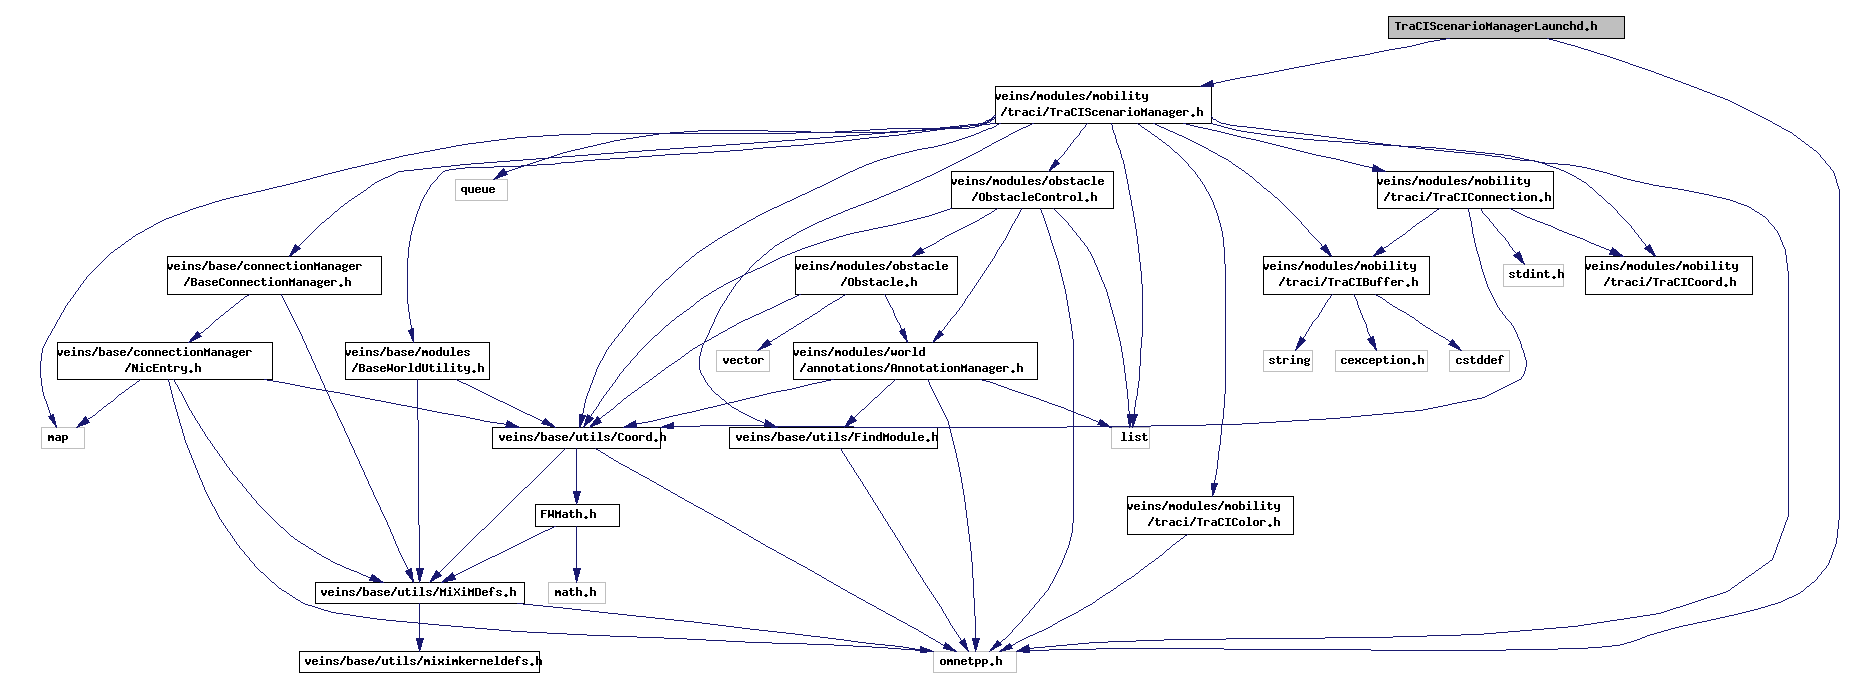 TraCIScenarioManagerLaunchd.h
veins/modules/mobility
/traci/TraCIScenarioManager.h
queue
veins/modules/obstacle
/ObstacleControl.h
veins/modules/mobility
/traci/TraCIConnection.h
veins/base/connectionManager
/BaseConnectionManager.h
veins/modules/obstacle
/Obstacle.h
veins/modules/mobility
/traci/TraCIBuffer.h
stdint.h
veins/modules/mobility
/traci/TraCICoord.h
veins/base/connectionManager
/NicEntry.h
veins/base/modules
/BaseWorldUtility.h
vector
veins/modules/world
/annotations/AnnotationManager.h
string
cexception.h
cstddef
map
veins/base/utils/Coord.h
veins/base/utils/FindModule.h
list
FWMath.h
veins/modules/mobility
/traci/TraCIColor.h
veins/base/utils/MiXiMDefs.h
math.h
veins/base/utils/miximkerneldefs.h
omnetpp.h